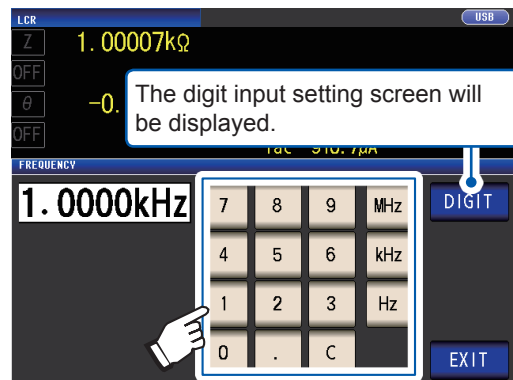 LCR
USB
Z 1.00007kΩ
OFF
θ -0.
OFF
The digit input setting screen will
be displayed.
FREQUENCY
1.0000kHz
DIGIT
7 8 9 MHz
4 5 6 kHz
1 2 3 Hz
0 . C
EXIT